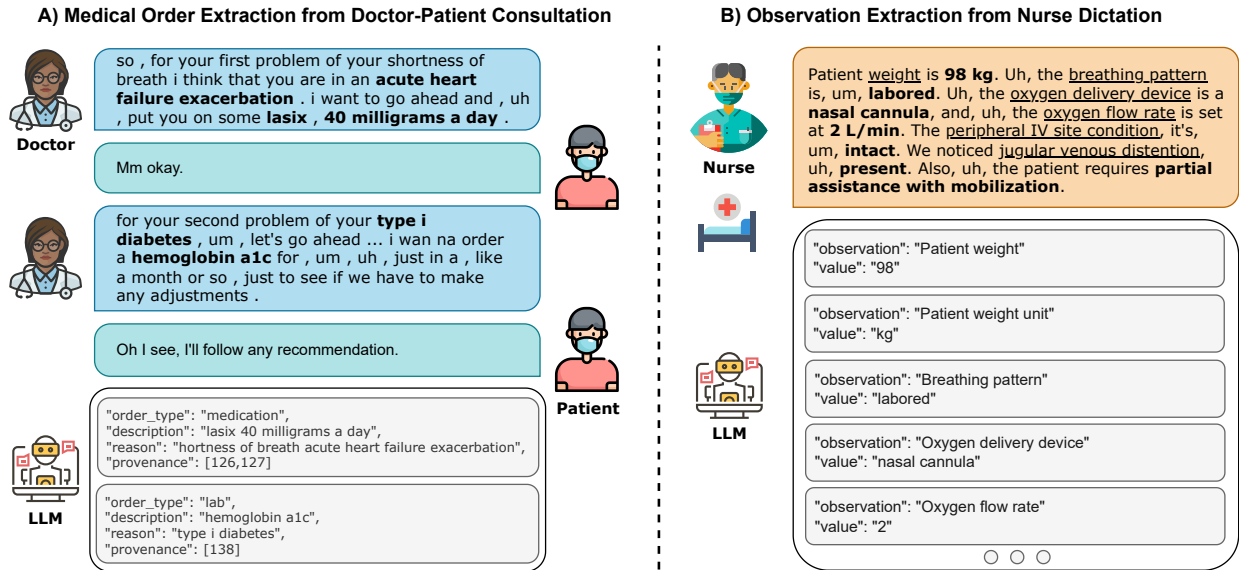 A) Medical Order Extraction from Doctor-Patient Consultation
so , for your first problem of your shortness of
breath i think that you are in an acute heart
failure exacerbation . i want to go ahead and , uh
, put you on some lasix , 40 milligrams a day .
Doctor
Mm okay.
for your second problem of your type i
diabetes , um , let's go ahead ... i wan na order
a hemoglobin a1c for , um , uh , just in a , like
a month or so , just to see if we have to make
any adjustments .
Oh I see, I'll follow any recommendation.
Patient
"order_type": "medication",
"description": "lasix 40 milligrams a day",
"reason": "hortness of breath acute heart failure exacerbation",
"provenance": [126,127]
LLM
"order_type": "lab",
"description": "hemoglobin a1c",
"reason": "type i diabetes",
"provenance": [138]
B) Observation Extraction from Nurse Dictation
Patient weight is 98 kg. Uh, the breathing pattern
is, um, labored. Uh, the oxygen delivery device is a
nasal cannula, and, uh, the oxygen flow rate is set
at 2 L/min. The peripheral IV site condition, it's,
um, intact. We noticed jugular venous distention,
uh, present. Also, uh, the patient requires partial
assistance with mobilization.
Nurse
"observation": "Patient weight"
"value": "98"
"observation": "Patient weight unit"
"value": "kg"
"observation": "Breathing pattern"
"value": "labored"
LLM
"observation": "Oxygen delivery device"
"value": "nasal cannula"
"observation": "Oxygen flow rate"
"value": "2"